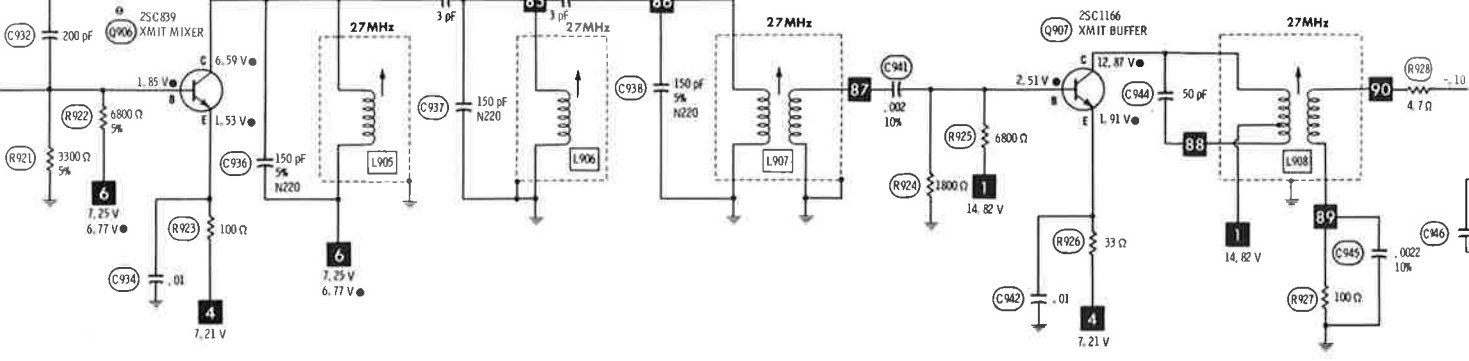 C932
200 pF
2SC839
Q906
XMIT MIXER
C
6.59 V●
1.85 V●
B
E
1.53 V●
R922
6800 Ω
5%
R921
3300 Ω
5%
6
7.25 V
6.77 V●
C934
.01
R923
100 Ω
4
7.21 V
C936
150 pF
5%
N220
27MHz
L905
6
7.25 V
6.77 V●
3 pF
C937
150 pF
5%
N220
3 pF
27MHz
L906
C938
150 pF
5%
N220
27MHz
L907
87
C941
.002
10%
R924
1800 Ω
R925
6800 Ω
1
14.82 V
2SC1166
Q907
XMIT BUFFER
C
12.87 V●
2.51 V●
B
E
1.91 V●
C942
.01
R926
33 Ω
4
7.21 V
C944
50 pF
88
27MHz
L908
1
14.82 V
89
C945
.0022
10%
R927
100 Ω
90
R928
4.7 Ω
-.10
C946